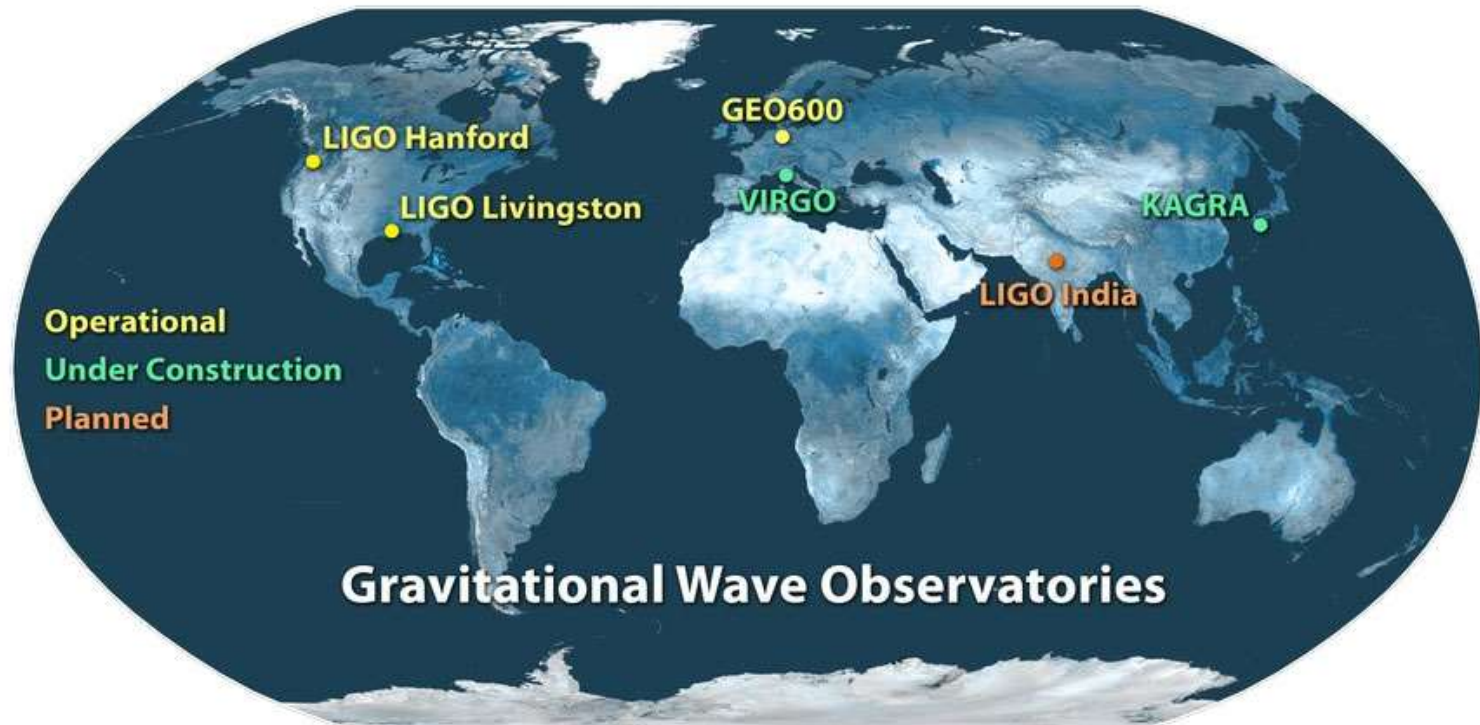 GEO600
LIGO Hanford
VIRGO
KAGRA
LIGO Livingston
LIGO India
Operational
Under Construction
Planned
Gravitational Wave Observatories